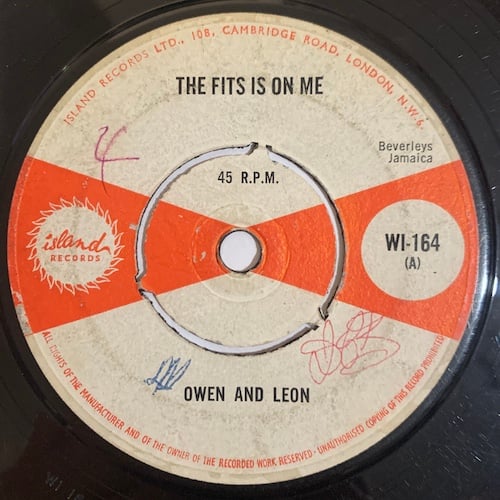 ISLAND RECORDS LTD., 108, CAMBRIDGE ROAD, LONDON, N.W.6.
THE FITS IS ON ME
Beverleys
Jamaica
45 R.P.M.
island
RECORDS
WI-164
(A)
OWEN AND LEON
ALL RIGHTS OF THE MANUFACTURER AND OF THE OWNER OF THE RECORDED WORK RESERVED - UNAUTHORISED COPYING OF THIS RECORD PROHIBITED